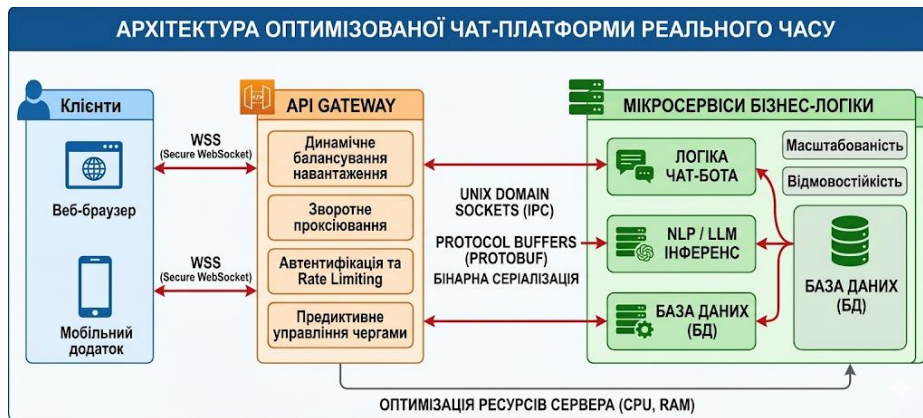 АРХІТЕКТУРА ОПТИМІЗОВАНОЇ ЧАТ-ПЛАТФОРМИ РЕАЛЬНОГО ЧАСУ
Клієнти
Веб-браузер
Мобільний
додаток
WSS
(Secure WebSocket)
WSS
(Secure WebSocket)
API GATEWAY
Динамічне
балансування
навантаження
Зворотне
проксіювання
Автентифікація та
Rate Limiting
Предиктивне
управління чергами
UNIX DOMAIN
SOCKETS (IPC)
PROTOCOL BUFFERS
(PROTOBUF)
БІНАРНА СЕРІАЛІЗАЦІЯ
МІКРОСЕРВІСИ БІЗНЕС-ЛОГІКИ
ЛОГІКА
ЧАТ-БОТА
NLP / LLM
ІНФЕРЕНС
БАЗА ДАНИХ
(БД)
Масштабованість
Відмовостійкість
БАЗА ДАНИХ
(БД)
ОПТИМІЗАЦІЯ РЕСУРСІВ СЕРВЕРА (CPU, RAM)